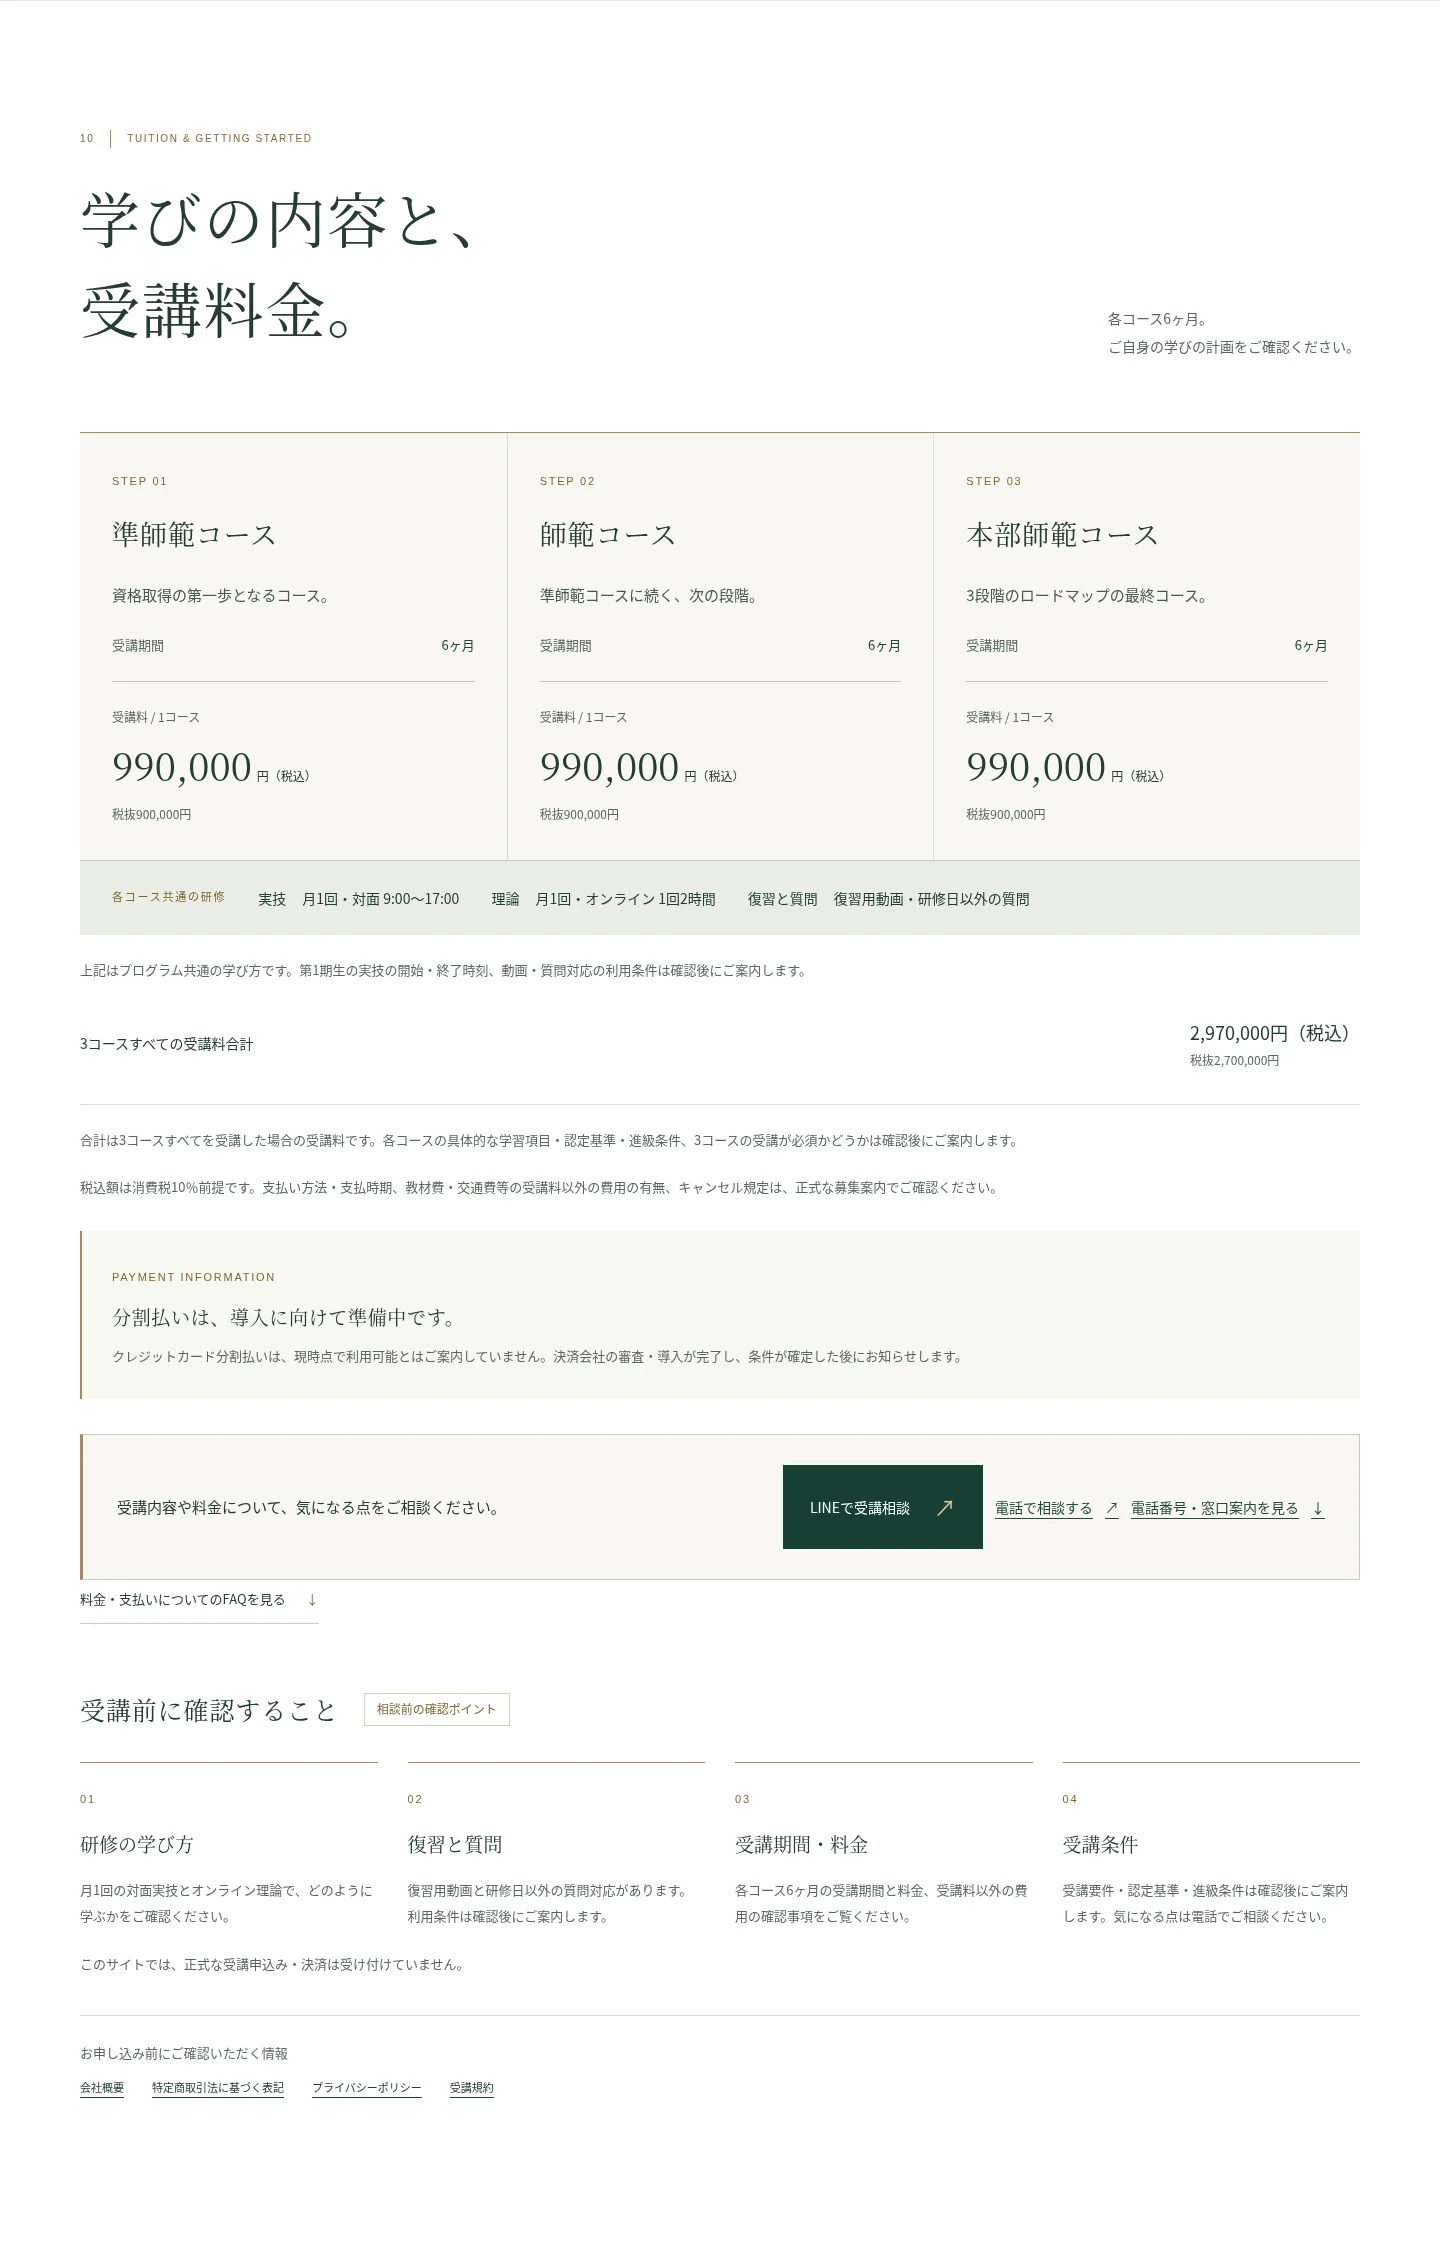 10 TUITION & GETTING STARTED
学びの内容と、
受講料金。
各コース6ヶ月。
ご自身の学びの計画をご確認ください。
STEP 01
準師範コース
資格取得の第一歩となるコース。
受講期間 6ヶ月
受講料 / 1コース
990,000 円（税込）
税抜900,000円
STEP 02
師範コース
準師範コースに続く、次の段階。
受講期間 6ヶ月
受講料 / 1コース
990,000 円（税込）
税抜900,000円
STEP 03
本部師範コース
3段階のロードマップの最終コース。
受講期間 6ヶ月
受講料 / 1コース
990,000 円（税込）
税抜900,000円
各コース共通の研修 実技 月1回・対面 9:00〜17:00 理論 月1回・オンライン 1回2時間 復習と質問 復習用動画・研修日以外の質問
上記はプログラム共通の学び方です。第1期生の実技の開始・終了時刻、動画・質問対応の利用条件は確認後にご案内します。
3コースすべての受講料合計
2,970,000円（税込）
税抜2,700,000円
合計は3コースすべてを受講した場合の受講料です。各コースの具体的な学習項目・認定基準・進級条件、3コースの受講が必須かどうかは確認後にご案内します。
税込額は消費税10%前提です。支払い方法・支払時期、教材費・交通費等の受講料以外の費用の有無、キャンセル規定は、正式な募集案内でご確認ください。
PAYMENT INFORMATION
分割払いは、導入に向けて準備中です。
クレジットカード分割払いは、現時点で利用可能とはご案内していません。決済会社の審査・導入が完了し、条件が確定した後にお知らせします。
受講内容や料金について、気になる点をご相談ください。 LINEで受講相談 ↗ 電話で相談する ↗ 電話番号・窓口案内を見る ↓
料金・支払いについてのFAQを見る ↓
受講前に確認すること 相談前の確認ポイント
01
研修の学び方
月1回の対面実技とオンライン理論で、どのように
学ぶかをご確認ください。
02
復習と質問
復習用動画と研修日以外の質問対応があります。
利用条件は確認後にご案内します。
03
受講期間・料金
各コース6ヶ月の受講期間と料金、受講料以外の費
用の確認事項をご覧ください。
04
受講条件
受講要件・認定基準・進級条件は確認後にご案内
します。気になる点は電話でご相談ください。
このサイトでは、正式な受講申込み・決済は受け付けていません。
お申し込み前にご確認いただく情報
会社概要 特定商取引法に基づく表記 プライバシーポリシー 受講規約